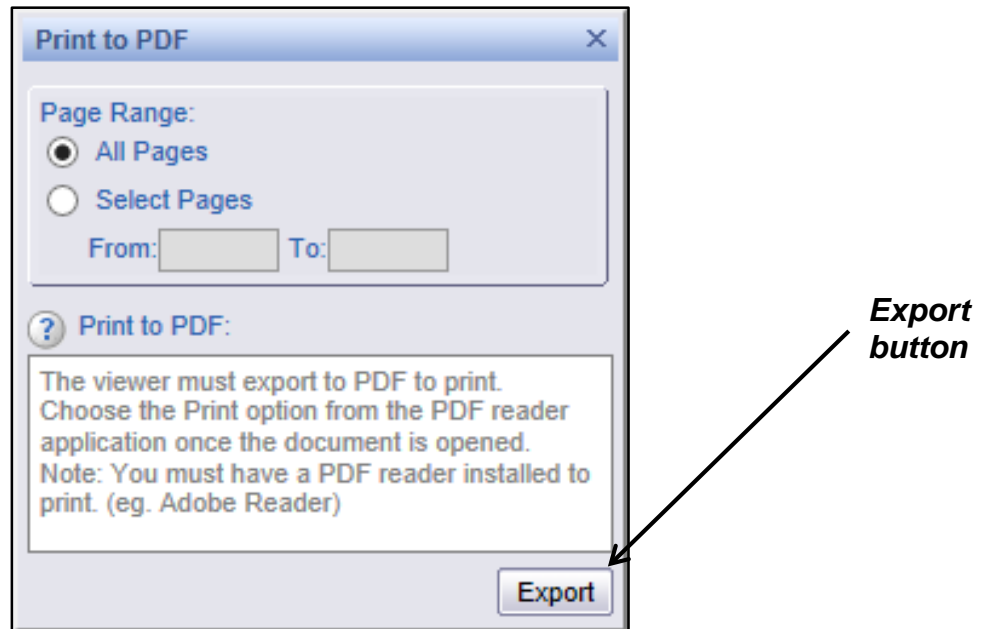 Print to PDF
Page Range:
All Pages
Select Pages
From: To:
? Print to PDF:
The viewer must export to PDF to print.
Choose the Print option from the PDF reader
application once the document is opened.
Note: You must have a PDF reader installed to
print. (eg. Adobe Reader)
Export
Export
button